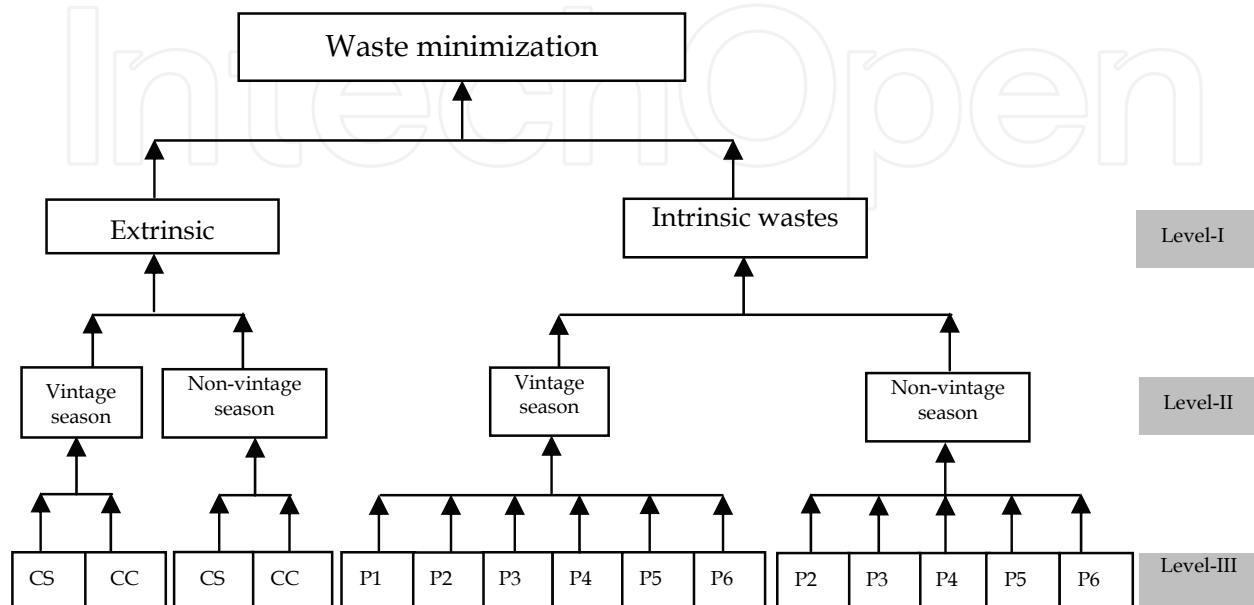 IntechOpen
Waste minimization
Extrinsic
Intrinsic wastes
Level-I
Vintage
season
Non-vintage
season
Vintage
season
Non-vintage
season
Level-II
CS CC CS CC P1 P2 P3 P4 P5 P6 P2 P3 P4 P5 P6
Level-III